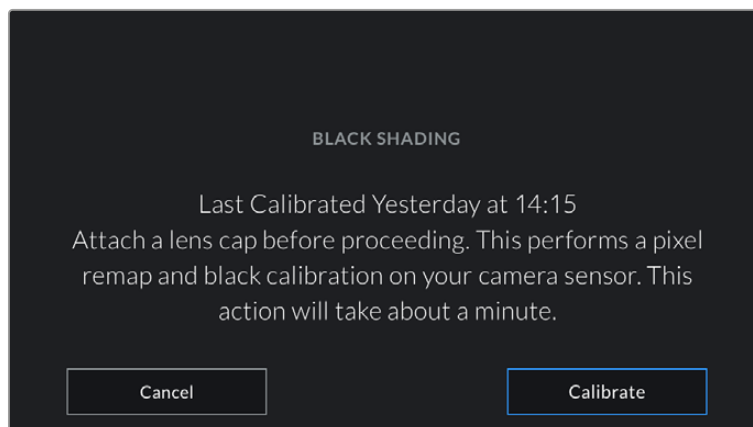 BLACK SHADING
Last Calibrated Yesterday at 14:15
Attach a lens cap before proceeding. This performs a pixel
remap and black calibration on your camera sensor. This
action will take about a minute.
Cancel
Calibrate